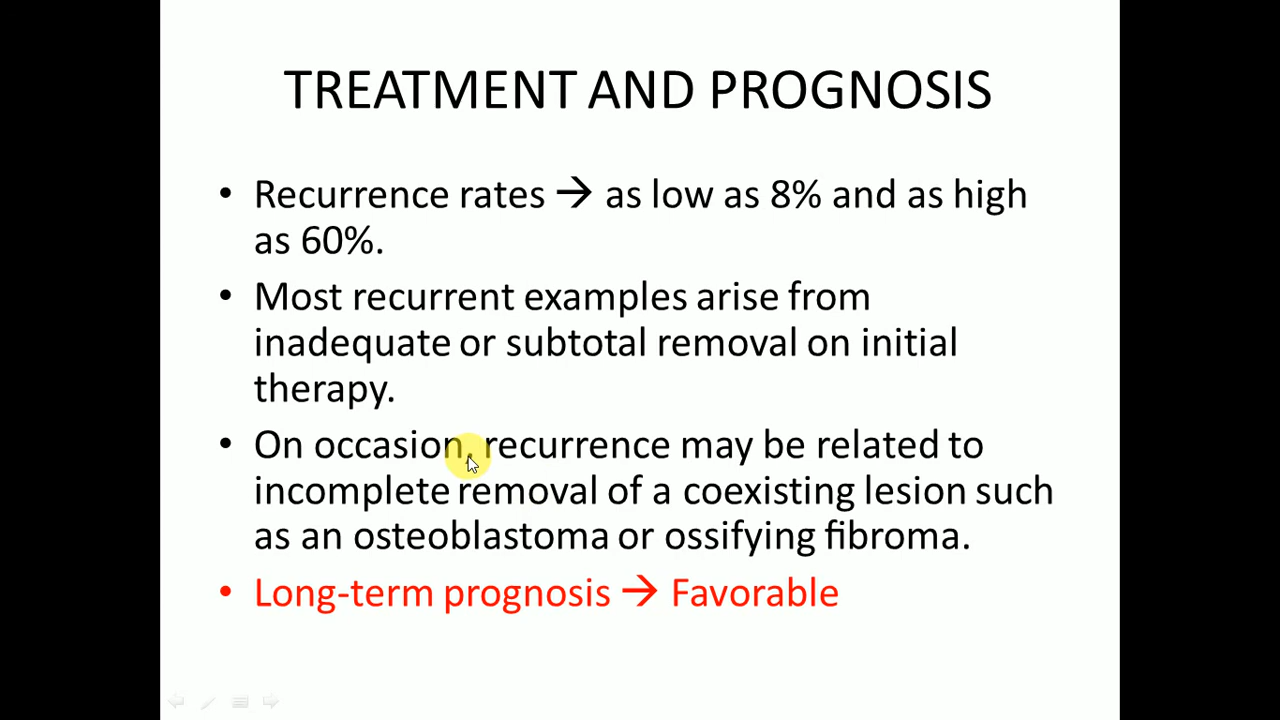 TREATMENT AND PROGNOSIS
• Recurrence rates → as low as 8% and as high
as 60%.
• Most recurrent examples arise from
inadequate or subtotal removal on initial
therapy.
• On occasion, recurrence may be related to
incomplete removal of a coexisting lesion such
as an osteoblastoma or ossifying fibroma.
• Long-term prognosis → Favorable